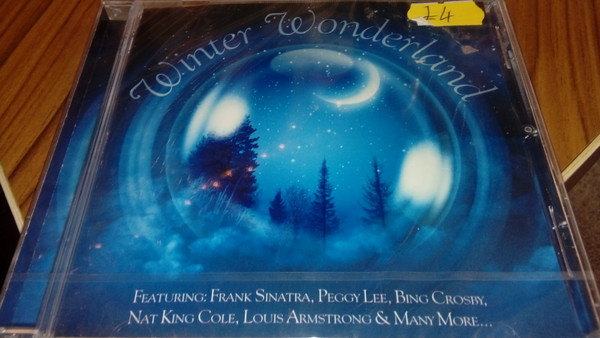 £4
Winter Wonderland
FEATURING: FRANK SINATRA, PEGGY LEE, BING CROSBY,
NAT KING COLE, LOUIS ARMSTRONG & MANY MORE...